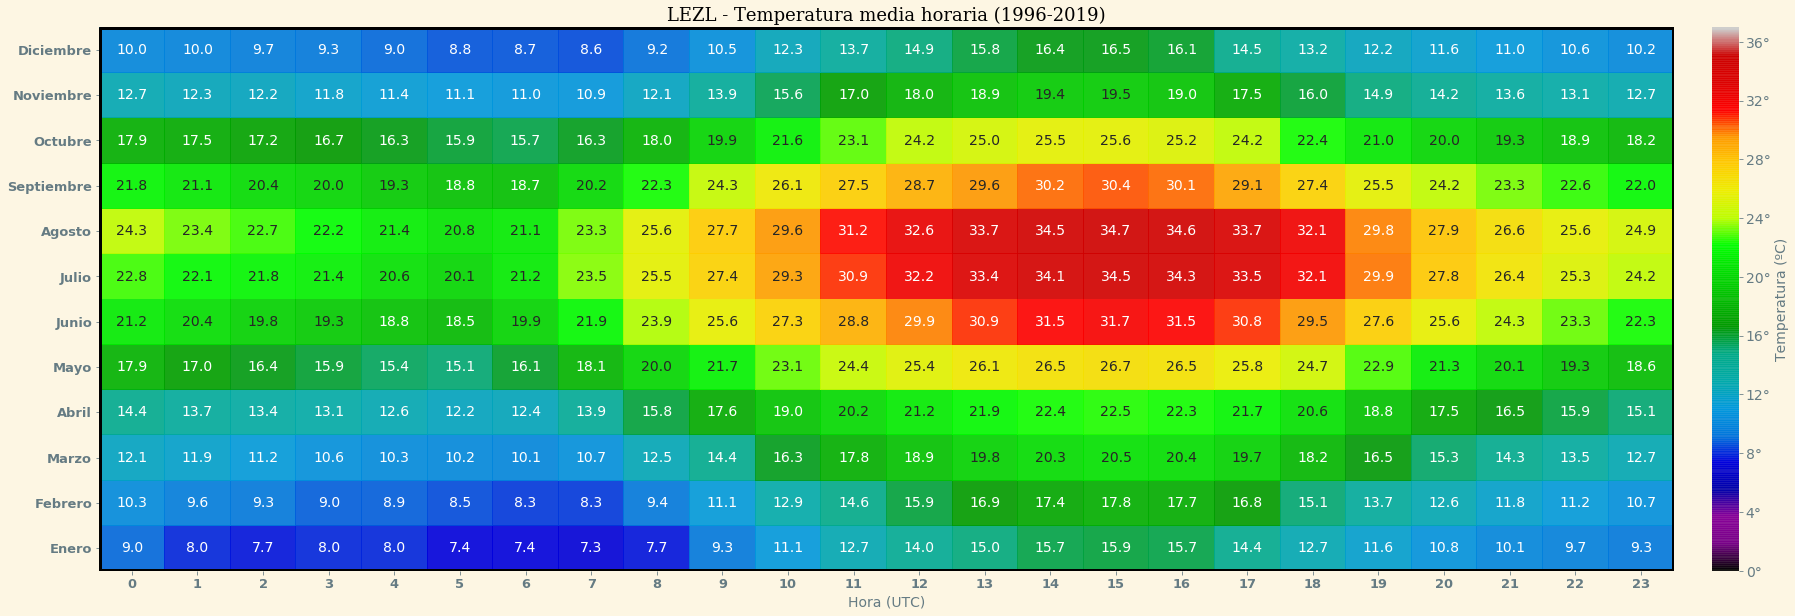 LEZL - Temperatura media horaria (1996-2019)
Diciembre 10.0 10.0 9.7 9.3 9.0 8.8 8.7 8.6 9.2 10.5 12.3 13.7 14.9 15.8 16.4 16.5 16.1 14.5 13.2 12.2 11.6 11.0 10.6 10.2
Noviembre 12.7 12.3 12.2 11.8 11.4 11.1 11.0 10.9 12.1 13.9 15.6 17.0 18.0 18.9 19.4 19.5 19.0 17.5 16.0 14.9 14.2 13.6 13.1 12.7
Octubre 17.9 17.5 17.2 16.7 16.3 15.9 15.7 16.3 18.0 19.9 21.6 23.1 24.2 25.0 25.5 25.6 25.2 24.2 22.4 21.0 20.0 19.3 18.9 18.2
Septiembre 21.8 21.1 20.4 20.0 19.3 18.8 18.7 20.2 22.3 24.3 26.1 27.5 28.7 29.6 30.2 30.4 30.1 29.1 27.4 25.5 24.2 23.3 22.6 22.0
Agosto 24.3 23.4 22.7 22.2 21.4 20.8 21.1 23.3 25.6 27.7 29.6 31.2 32.6 33.7 34.5 34.7 34.6 33.7 32.1 29.8 27.9 26.6 25.6 24.9
Julio 22.8 22.1 21.8 21.4 20.6 20.1 21.2 23.5 25.5 27.4 29.3 30.9 32.2 33.4 34.1 34.5 34.3 33.5 32.1 29.9 27.8 26.4 25.3 24.2
Junio 21.2 20.4 19.8 19.3 18.8 18.5 19.9 21.9 23.9 25.6 27.3 28.8 29.9 30.9 31.5 31.7 31.5 30.8 29.5 27.6 25.6 24.3 23.3 22.3
Mayo 17.9 17.0 16.4 15.9 15.4 15.1 16.1 18.1 20.0 21.7 23.1 24.4 25.4 26.1 26.5 26.7 26.5 25.8 24.7 22.9 21.3 20.1 19.3 18.6
Abril 14.4 13.7 13.4 13.1 12.6 12.2 12.4 13.9 15.8 17.6 19.0 20.2 21.2 21.9 22.4 22.5 22.3 21.7 20.6 18.8 17.5 16.5 15.9 15.1
Marzo 12.1 11.9 11.2 10.6 10.3 10.2 10.1 10.7 12.5 14.4 16.3 17.8 18.9 19.8 20.3 20.5 20.4 19.7 18.2 16.5 15.3 14.3 13.5 12.7
Febrero 10.3 9.6 9.3 9.0 8.9 8.5 8.3 8.3 9.4 11.1 12.9 14.6 15.9 16.9 17.4 17.8 17.7 16.8 15.1 13.7 12.6 11.8 11.2 10.7
Enero 9.0 8.0 7.7 8.0 8.0 7.4 7.4 7.3 7.7 9.3 11.1 12.7 14.0 15.0 15.7 15.9 15.7 14.4 12.7 11.6 10.8 10.1 9.7 9.3
0 1 2 3 4 5 6 7 8 9 10 11 12 13 14 15 16 17 18 19 20 21 22 23
Hora (UTC)
36°
32°
28°
24°
20°
16°
12°
8°
4°
0°
Temperatura (ºC)